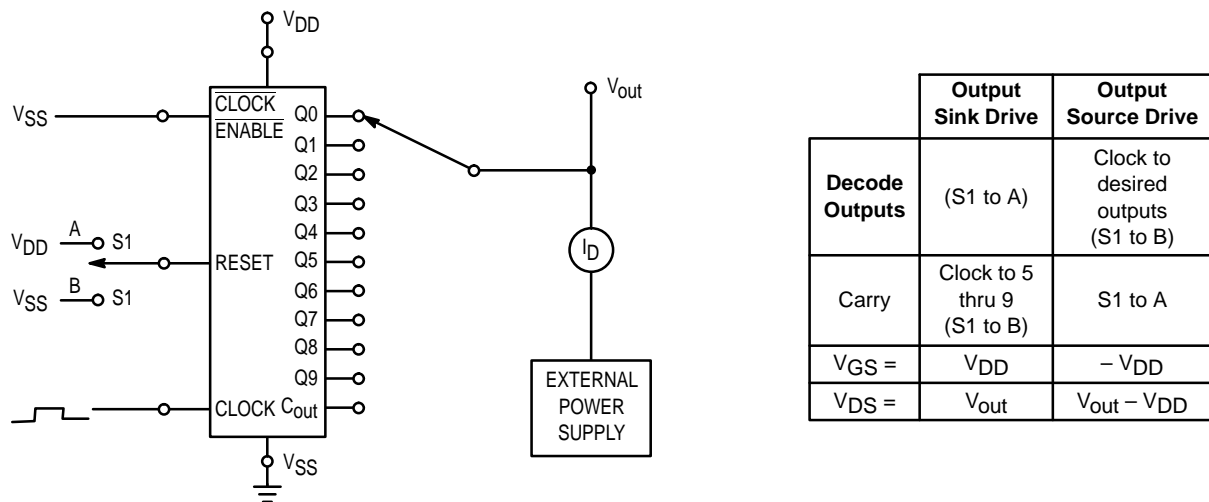 VDD
VSS
CLOCK
ENABLE
Q0
Q1
Q2
Q3
Q4
Q5
Q6
Q7
Q8
Q9
Cout
VDD A S1
RESET
VSS B S1
CLOCK
VSS
Vout
ID
EXTERNAL
POWER
SUPPLY
Output Sink Drive
Output Source Drive
Decode Outputs
(S1 to A)
Clock to desired outputs (S1 to B)
Carry
Clock to 5 thru 9 (S1 to B)
S1 to A
VGS =
VDD
– VDD
VDS =
Vout
Vout – VDD